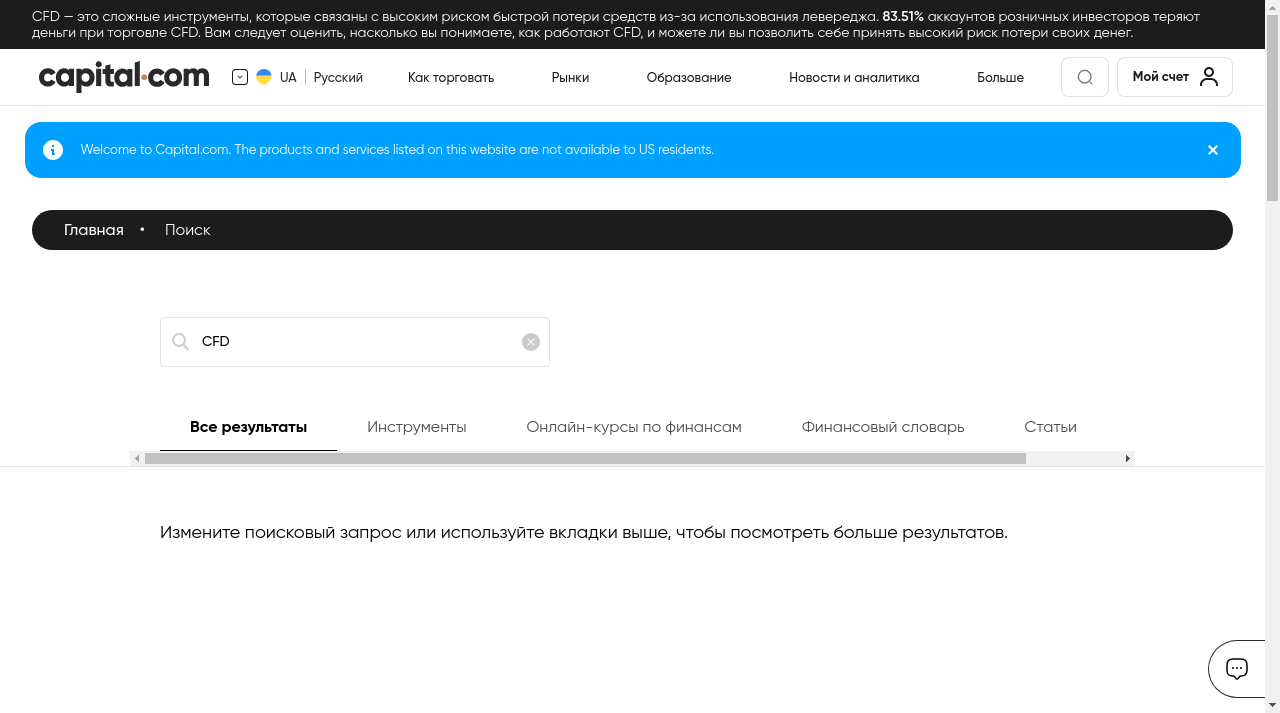 CFD — это сложные инструменты, которые связаны с высоким риском быстрой потери средств из-за использования левереджа. 83.51% аккаунтов розничных инвесторов теряют
деньги при торговле CFD. Вам следует оценить, насколько вы понимаете, как работают CFD, и можете ли вы позволить себе принять высокий риск потери своих денег.
capital.com UA Русский Как торговать Рынки Образование Новости и аналитика Больше Мой счет
Welcome to Capital.com. The products and services listed on this website are not available to US residents.
Главная • Поиск
CFD
Все результаты Инструменты Онлайн-курсы по финансам Финансовый словарь Статьи
Измените поисковый запрос или используйте вкладки выше, чтобы посмотреть больше результатов.